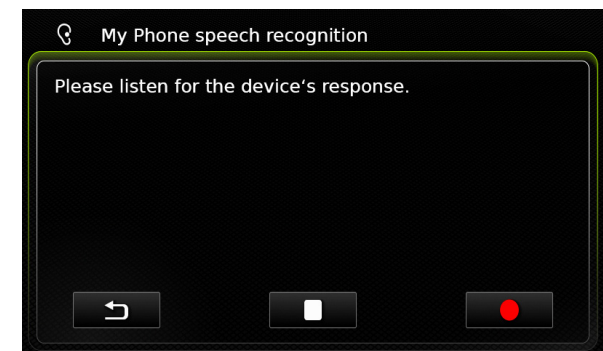 My Phone speech recognition
Please listen for the device‘s response.